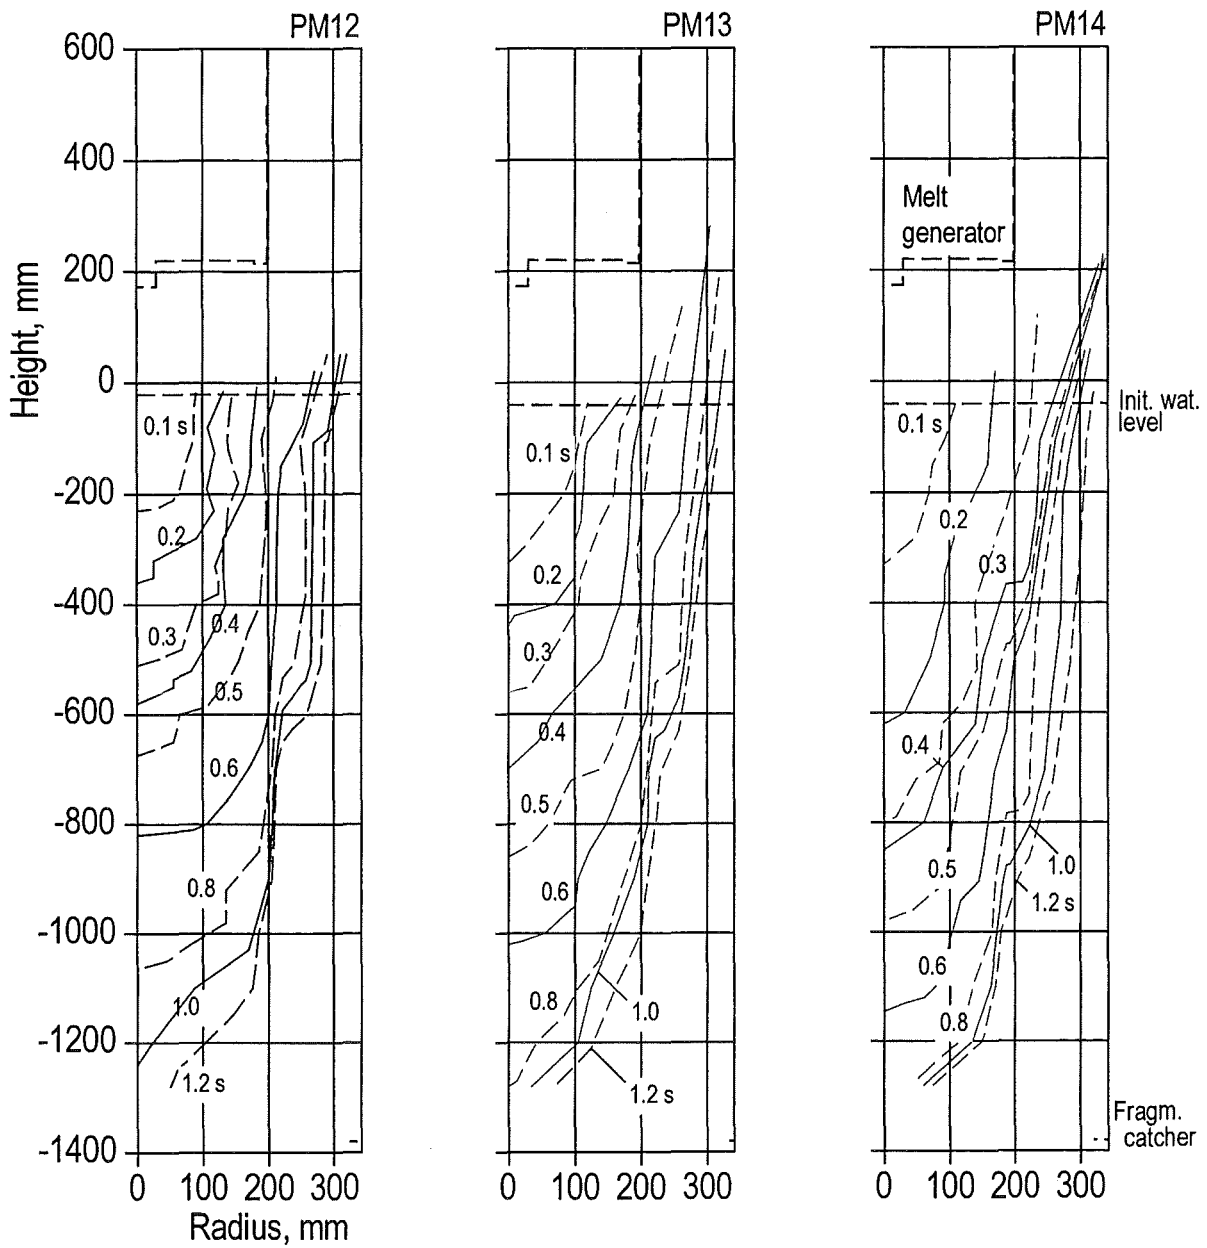 PM12
PM13
PM14
600
400
200
0
-200
-400
-600
-800
-1000
-1200
-1400
Height, mm
Melt
generator
Init. wat.
level
0.1 s
0.2
0.3
0.4
0.5
0.6
0.8
1.0
1.2 s
0.1 s
0.2
0.3
0.4
0.5
0.6
0.8
1.0
1.2 s
0.1 s
0.2
0.3
0.4
0.5
0.6
0.8
1.0
1.2 s
Fragm.
catcher
0 100 200 300
0 100 200 300
0 100 200 300
Radius, mm